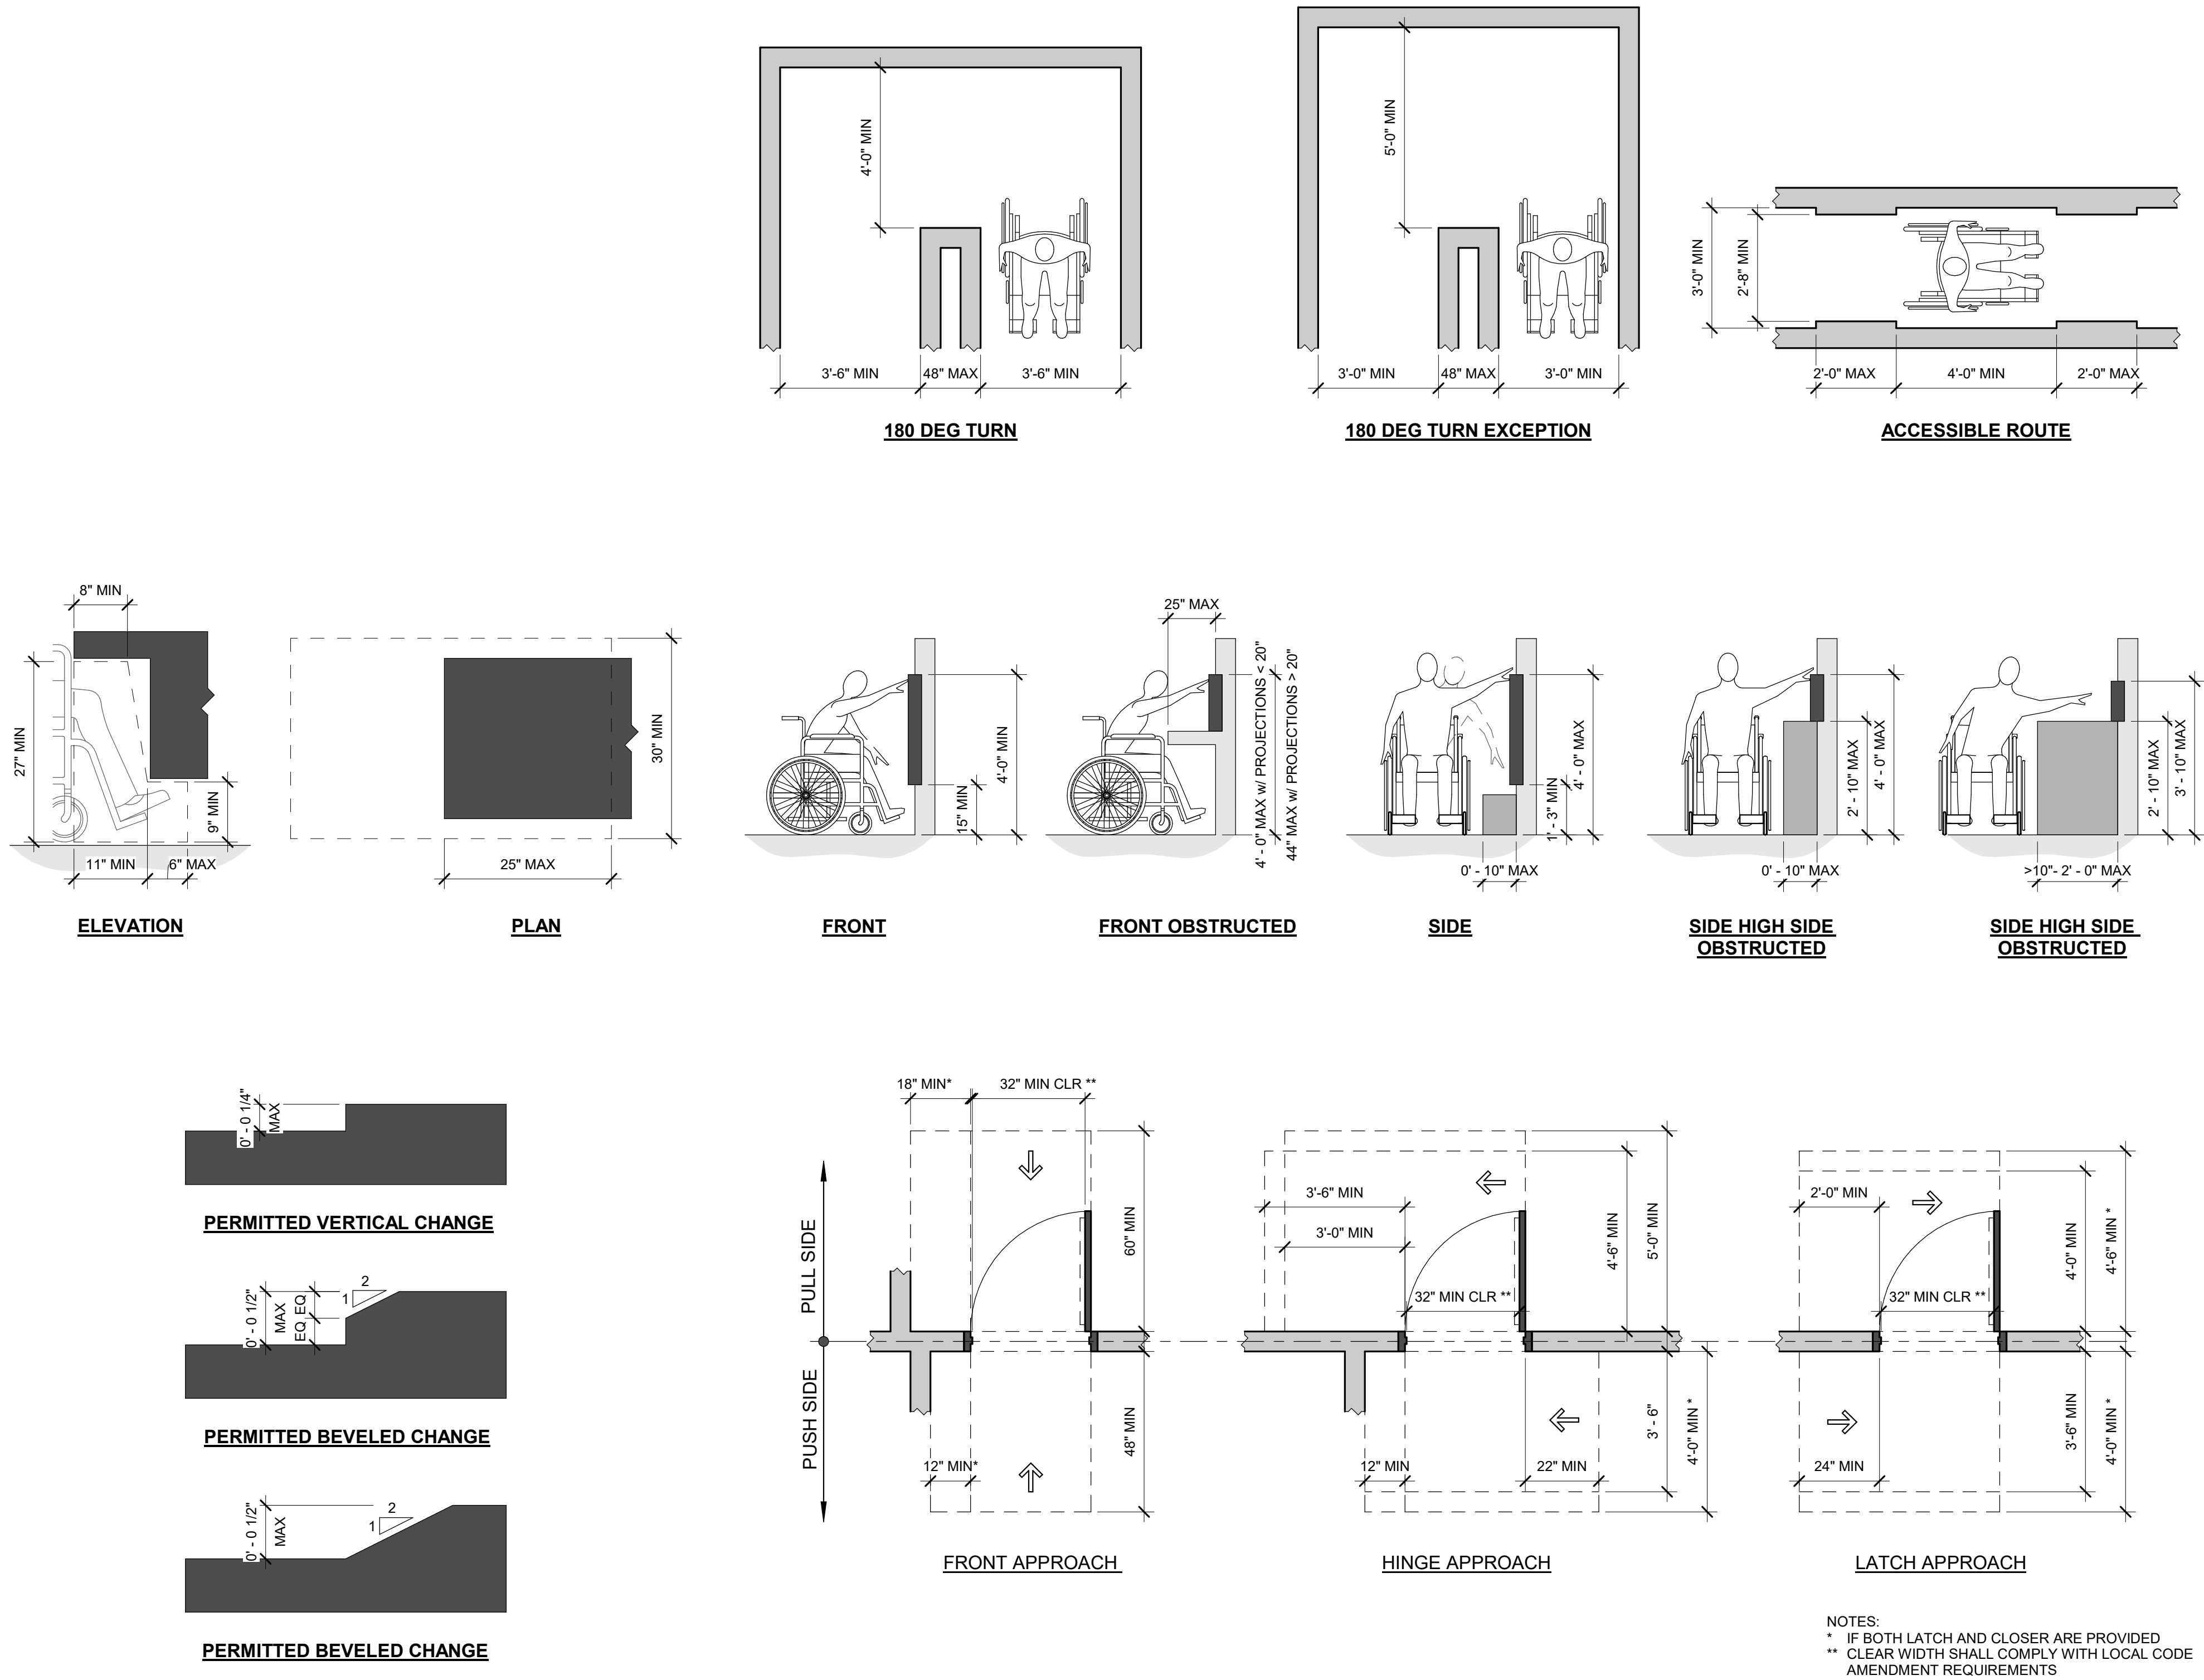 4'-0" MIN
3'-6" MIN
48" MAX
3'-6" MIN
180 DEG TURN
5'-0" MIN
3'-0" MIN
48" MAX
3'-0" MIN
180 DEG TURN EXCEPTION
3'-0" MIN
2'-8" MIN
2'-0" MAX
4'-0" MIN
2'-0" MAX
ACCESSIBLE ROUTE
8" MIN
27" MIN
9" MIN
11" MIN
6" MAX
ELEVATION
30" MIN
25" MAX
PLAN
15" MIN
4'-0" MIN
FRONT
25" MAX
4' - 0" MAX w/ PROJECTIONS < 20"
44" MAX w/ PROJECTIONS > 20"
FRONT OBSTRUCTED
1' - 3" MIN
4' - 0" MAX
0' - 10" MAX
SIDE
2' - 10" MAX
4' - 0" MAX
0' - 10" MAX
SIDE HIGH SIDE
OBSTRUCTED
2' - 10" MAX
3' - 10" MAX
>10"- 2' - 0" MAX
SIDE HIGH SIDE
OBSTRUCTED
0' - 0 1/4"
MAX
PERMITTED VERTICAL CHANGE
0' - 0 1/2"
MAX
EQ EQ
1
2
PERMITTED BEVELED CHANGE
0' - 0 1/2"
MAX
1
2
PERMITTED BEVELED CHANGE
PULL SIDE
PUSH SIDE
18" MIN*
32" MIN CLR **
60" MIN
48" MIN
12" MIN*
FRONT APPROACH
3'-6" MIN
3'-0" MIN
32" MIN CLR **
4'-6" MIN
5'-0" MIN
12" MIN
22" MIN
3' - 6"
4'-0" MIN *
HINGE APPROACH
2'-0" MIN
32" MIN CLR **
4'-0" MIN
4'-6" MIN *
24" MIN
3'-6" MIN
4'-0" MIN *
LATCH APPROACH
NOTES:
* IF BOTH LATCH AND CLOSER ARE PROVIDED
** CLEAR WIDTH SHALL COMPLY WITH LOCAL CODE
AMENDMENT REQUIREMENTS